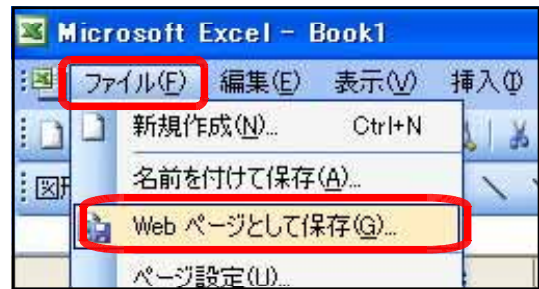 Microsoft Excel - Book1
ファイル(F) 編集(E) 表示(V) 挿入(I)
新規作成(N)... Ctrl+N
名前を付けて保存(A)...
Web ページとして保存(G)...
ページ設定(U)...